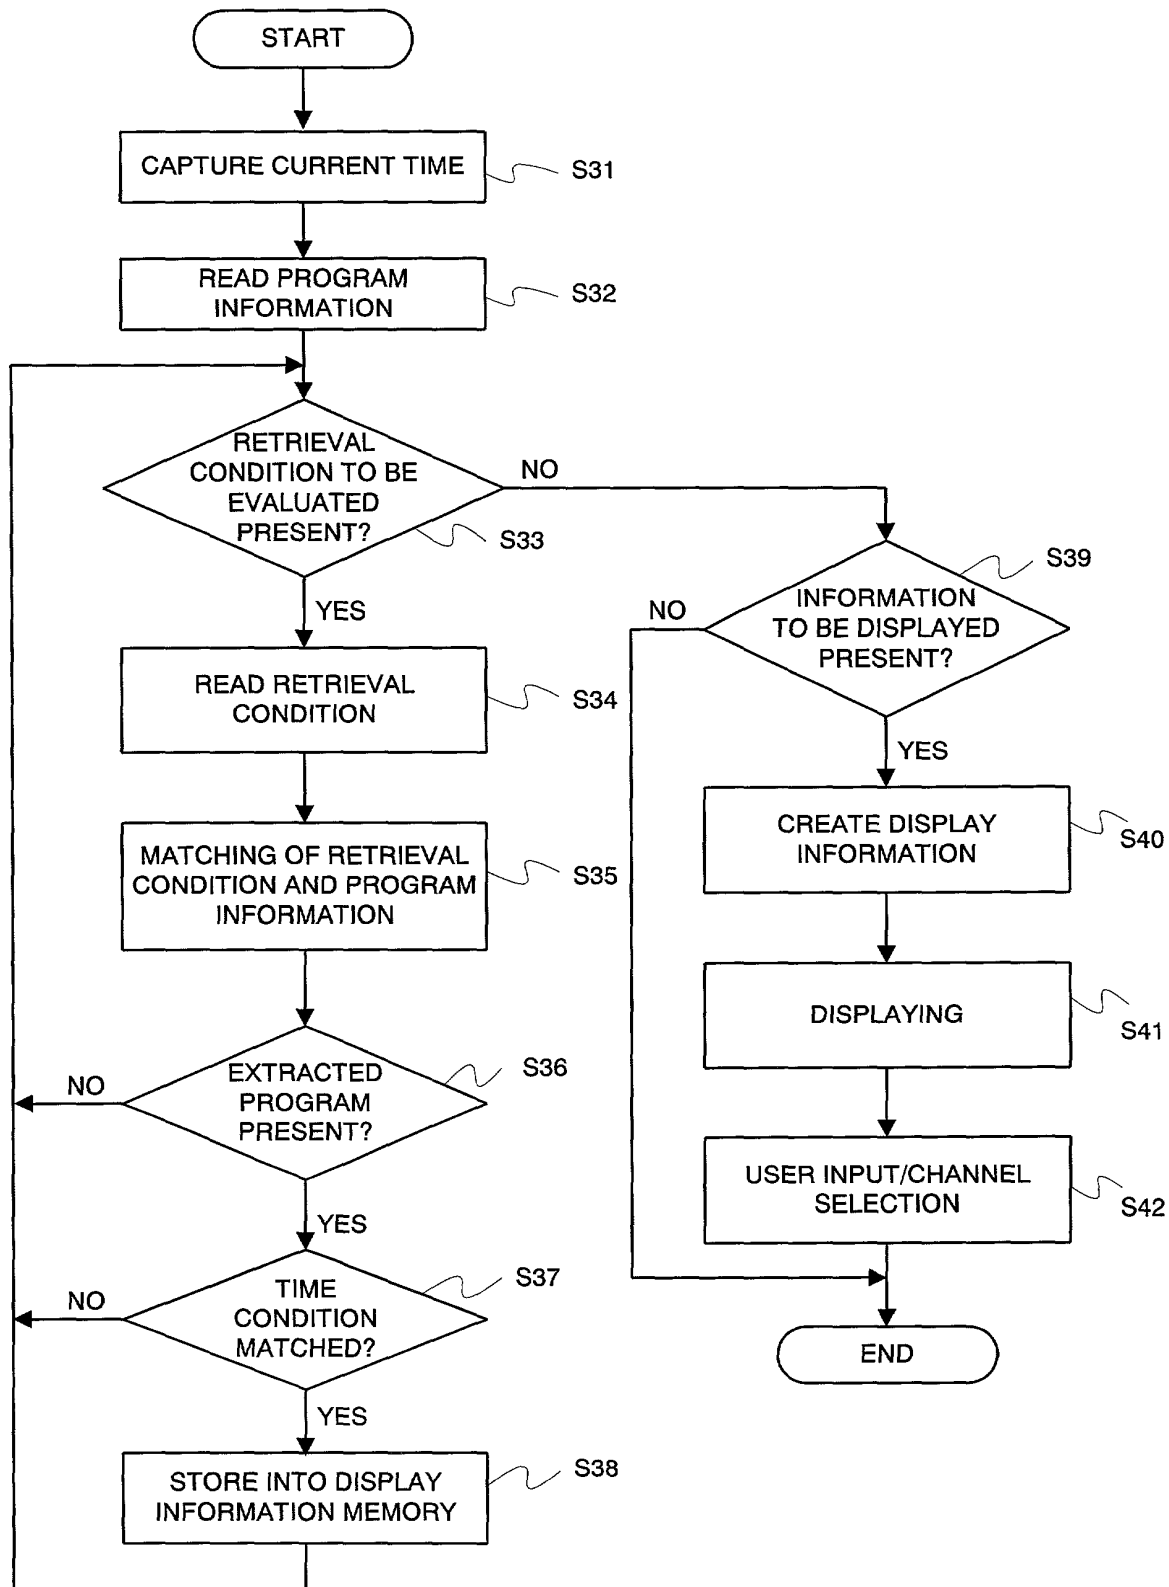 START
CAPTURE CURRENT TIME
S31
READ PROGRAM
INFORMATION
S32
RETRIEVAL
CONDITION TO BE
EVALUATED
PRESENT?
S33
NO
YES
READ RETRIEVAL
CONDITION
S34
MATCHING OF RETRIEVAL
CONDITION AND PROGRAM
INFORMATION
S35
EXTRACTED
PROGRAM
PRESENT?
S36
NO
YES
TIME
CONDITION
MATCHED?
S37
NO
YES
STORE INTO DISPLAY
INFORMATION MEMORY
S38
INFORMATION
TO BE DISPLAYED
PRESENT?
S39
NO
YES
CREATE DISPLAY
INFORMATION
S40
DISPLAYING
S41
USER INPUT/CHANNEL
SELECTION
S42
END